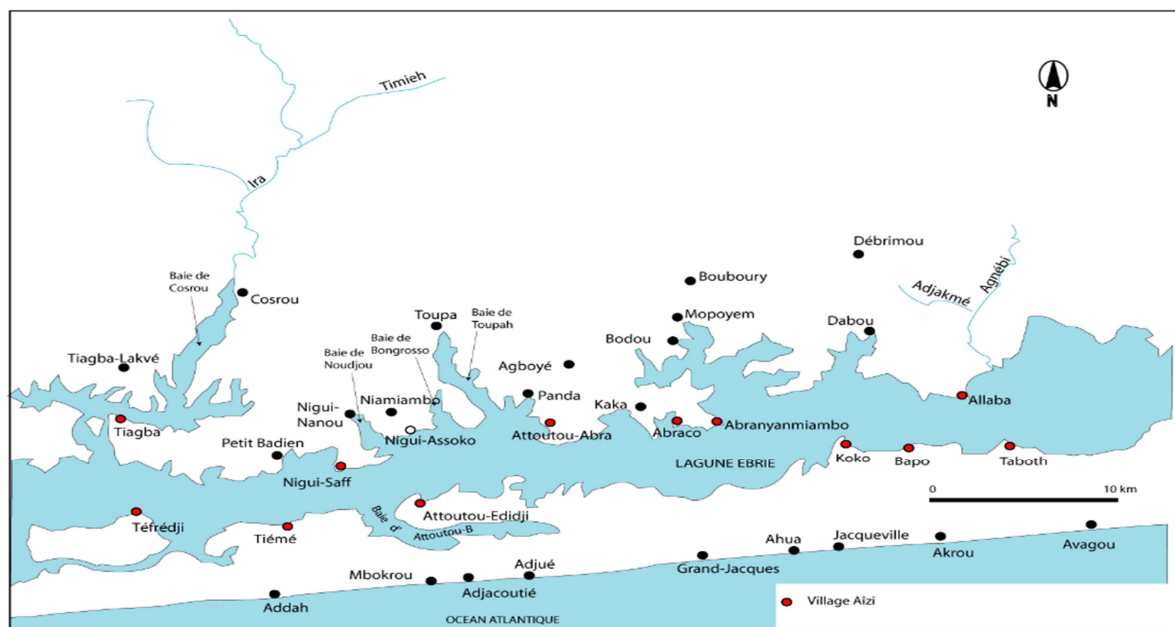 Timieh
N
Ira
Débrimou
Agnébi
Adjakmé
Baie de
Cosrou
Bouboury
Cosrou
Toupa
Baie de
Toupah
Mopoyem
Dabou
Baie de
Bongrosso
Bodou
Tiagba-Lakvé
Baie de
Noudjou
Agboyé
Niamiambo
Panda
Kaka
Allaba
Nigui-
Nanou
Tiagba
Nigui-Assoko
Attoutou-Abra
Abraco
Abranyanmiambo
Petit Badien
Nigui-Saff
LAGUNE EBRIE
Koko
Bapo
Taboth
0
10 km
Attoutou-Edidji
Téfrédji
Tiémé
Baie d'
Attoutou-B
Avagou
Ahua
Jacqueville
Akrou
Grand-Jacques
Adjué
Mbokrou
Adjacoutié
Addah
OCEAN ATLANTIQUE
Village Aïzi